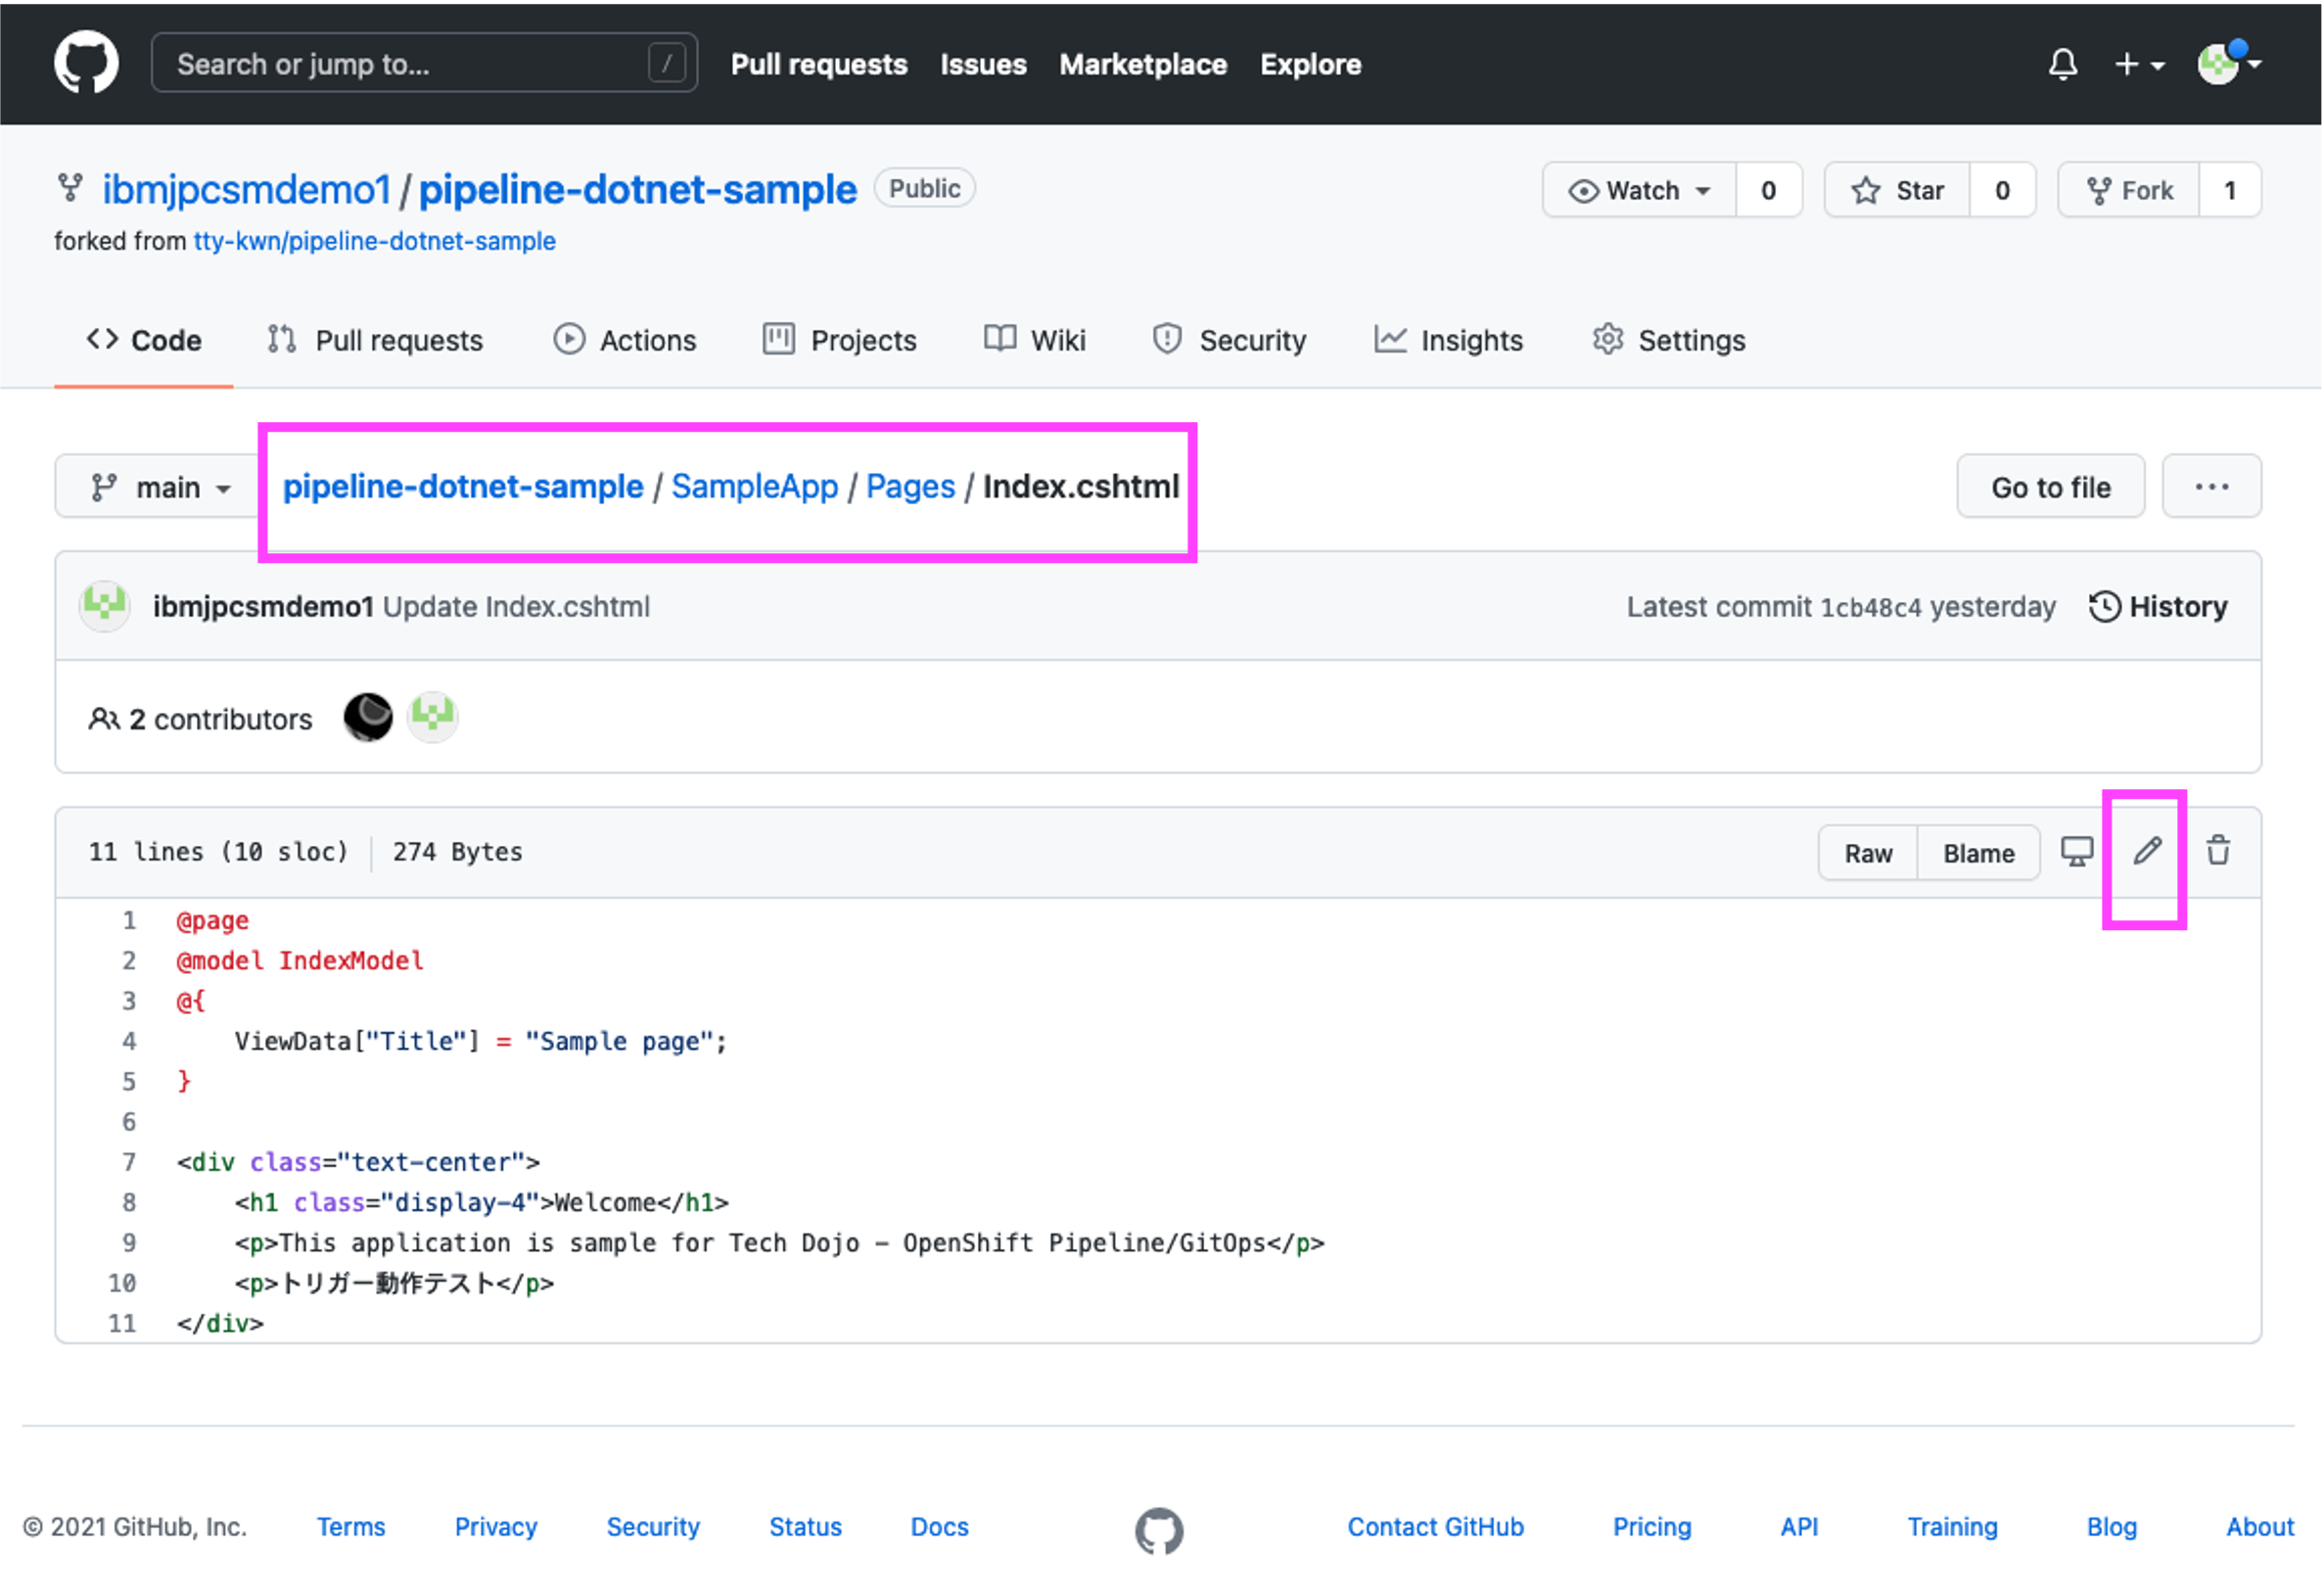 Search or jump to... / Pull requests Issues Marketplace Explore
ibmjpcsmdemo1 / pipeline-dotnet-sample Public Watch 0 Star 0 Fork 1
forked from tty-kwn/pipeline-dotnet-sample
Code Pull requests Actions Projects Wiki Security Insights Settings
main pipeline-dotnet-sample / SampleApp / Pages / Index.cshtml Go to file ...
ibmjpcsmdemo1 Update Index.cshtml Latest commit 1cb48c4 yesterday History
2 contributors
11 lines (10 sloc) 274 Bytes Raw Blame
1 @page
2 @model IndexModel
3 @{
4 ViewData["Title"] = "Sample page";
5 }
6
7 <div class="text-center">
8 <h1 class="display-4">Welcome</h1>
9 <p>This application is sample for Tech Dojo - OpenShift Pipeline/GitOps</p>
10 <p>トリガー動作テスト</p>
11 </div>
© 2021 GitHub, Inc. Terms Privacy Security Status Docs Contact GitHub Pricing API Training Blog About